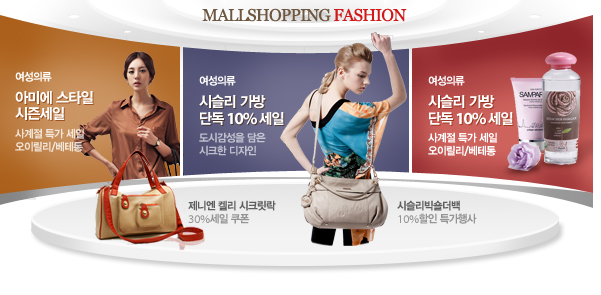 MALLSHOPPING FASHION
여성의류
아미에 스타일
시즌세일
사계절 특가 세일
오이릴리/베테통
여성의류
시슬리 가방
단독 10% 세일
도시감성을 담은
시크한 디자인
여성의류
시슬리 가방
단독 10% 세일
사계절 특가 세일
오이릴리/베테통
SAMPAR
제니엔 켈리 시크릿락
30%세일 쿠폰
시슬리빅숄더백
10%할인 특가행사